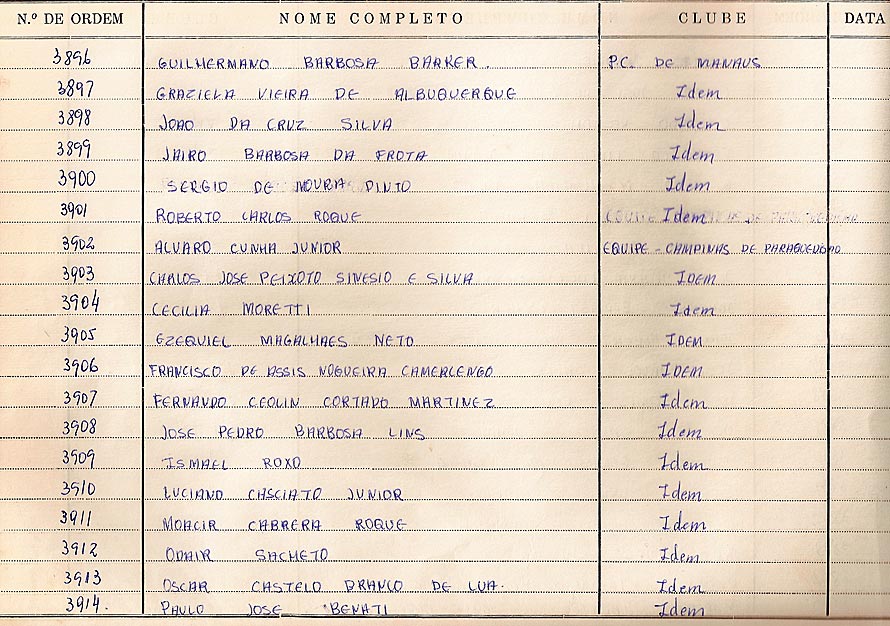 N.º DE ORDEM NOME COMPLETO CLUBE DATA
3896 GUILHERMANO BARBOSA BARKER. P.C. DE MANAUS
3897 GRAZIELA VIEIRA DE ALBUQUERQUE Idem
3898 JOAO DA CRUZ SILVA Idem
3899 JAIRO BARBOSA DA FROTA Idem
3900 SERGIO DE MOURA PINTO Idem
3901 ROBERTO CARLOS ROQUE Idem
3902 ALVARO CUNHA JUNIOR EQUIPE - CAMPINAS DE PARAQUEDISMO
3903 CARLOS JOSE PEIXOTO SINESIO E SILVA IDEM
3904 CECILIA MORETTI Idem
3905 EZEQUIEL MAGALHAES NETO IDEM
3906 FRANCISCO DE ASSIS NOGUEIRA CAMERLENGO IDEM
3907 FERNANDO CEOLIN CORTADO MARTINEZ Idem
3908 JOSE PEDRO BARBOSA LINS Idem
3909 ISMAEL ROXO Idem
3910 LUCIANO CASCIATO JUNIOR Idem
3911 MOACIR CABRERA ROQUE Idem
3912 ODAIR SACHETO Idem
3913 OSCAR CASTELO BRANCO DE LUA. Idem
3914. PAULO JOSE BENATI Idem